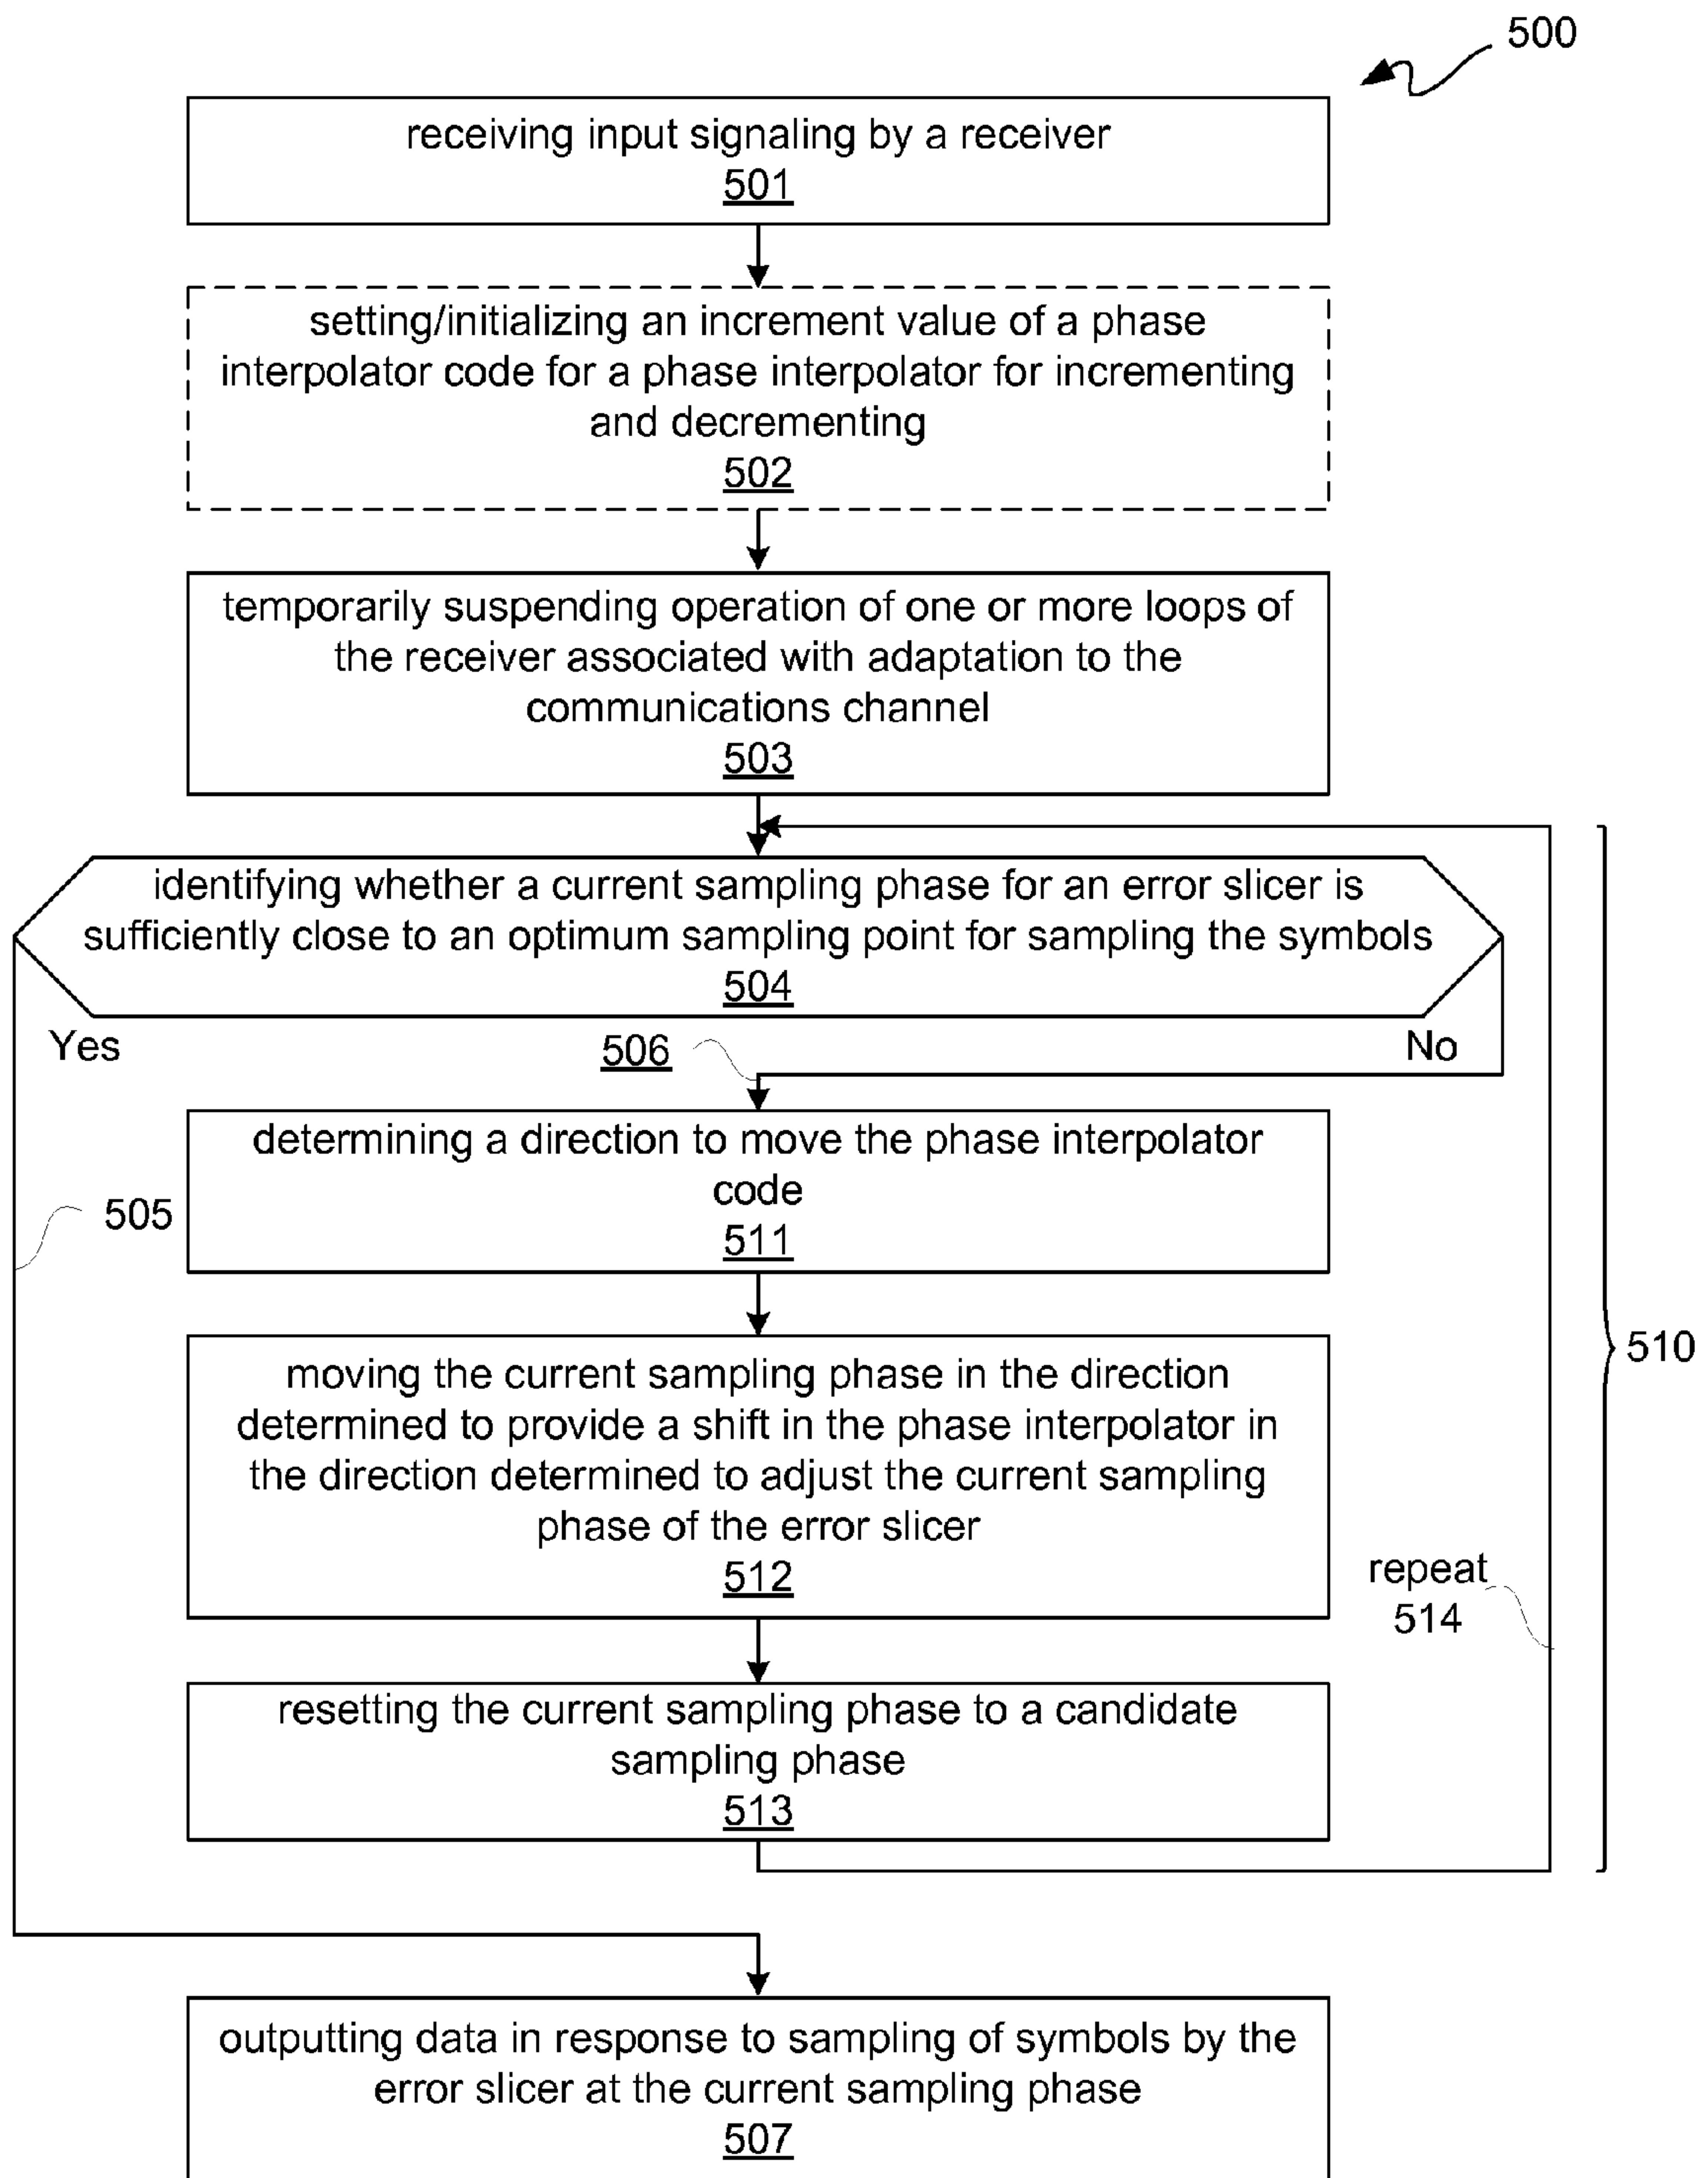 500
receiving input signaling by a receiver
501
setting/initializing an increment value of a phase
interpolator code for a phase interpolator for incrementing
and decrementing
502
temporarily suspending operation of one or more loops of
the receiver associated with adaptation to the
communications channel
503
identifying whether a current sampling phase for an error slicer is
sufficiently close to an optimum sampling point for sampling the symbols
504
Yes
506
No
determining a direction to move the phase interpolator
code
511
505
moving the current sampling phase in the direction
determined to provide a shift in the phase interpolator in
the direction determined to adjust the current sampling
phase of the error slicer
512
510
repeat
514
resetting the current sampling phase to a candidate
sampling phase
513
outputting data in response to sampling of symbols by the
error slicer at the current sampling phase
507